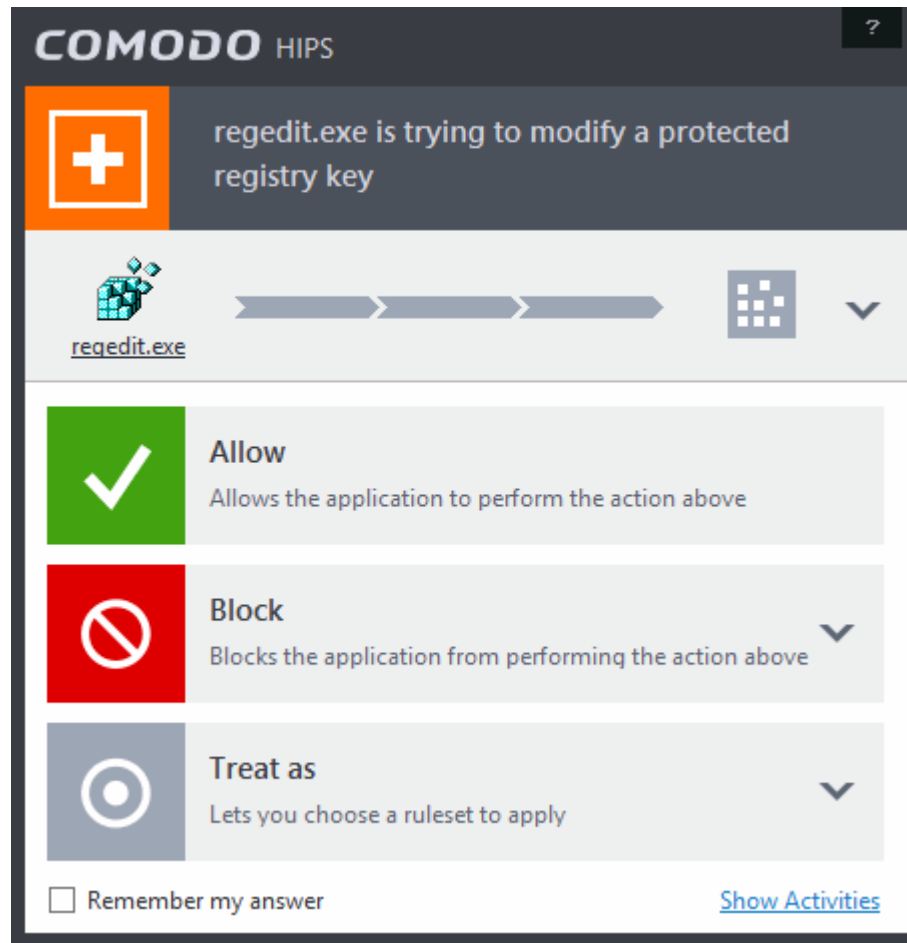 COMODO HIPS
?
regedit.exe is trying to modify a protected
registry key
regedit.exe
Allow
Allows the application to perform the action above
Block
Blocks the application from performing the action above
Treat as
Lets you choose a ruleset to apply
Remember my answer
Show Activities